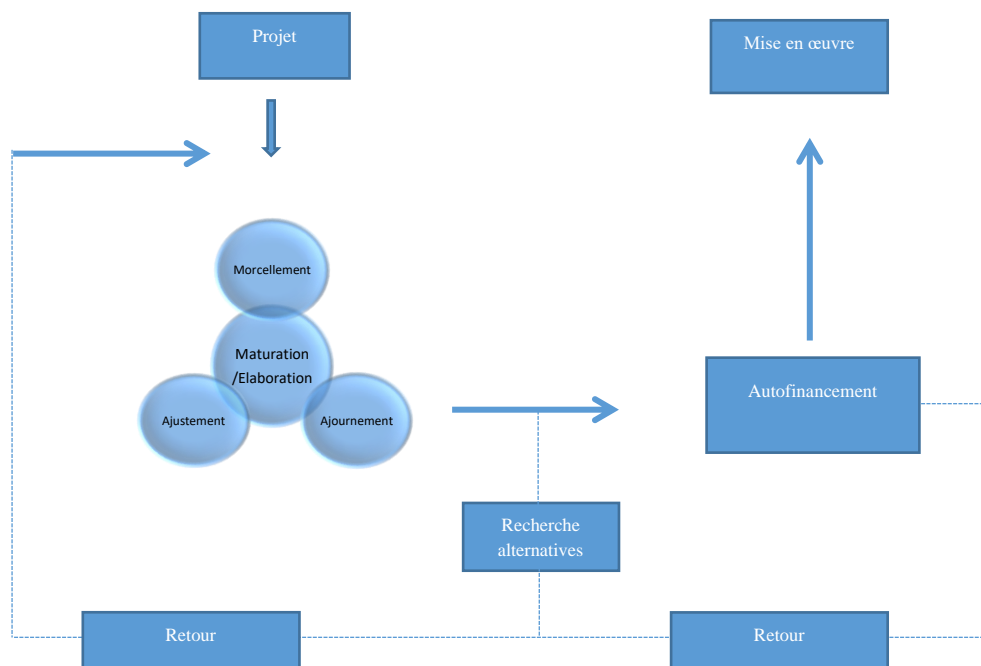 Projet
Mise en œuvre
Morcellement
Maturation
/Elaboration
Ajustement
Ajournement
Autofinancement
Recherche
alternatives
Retour
Retour